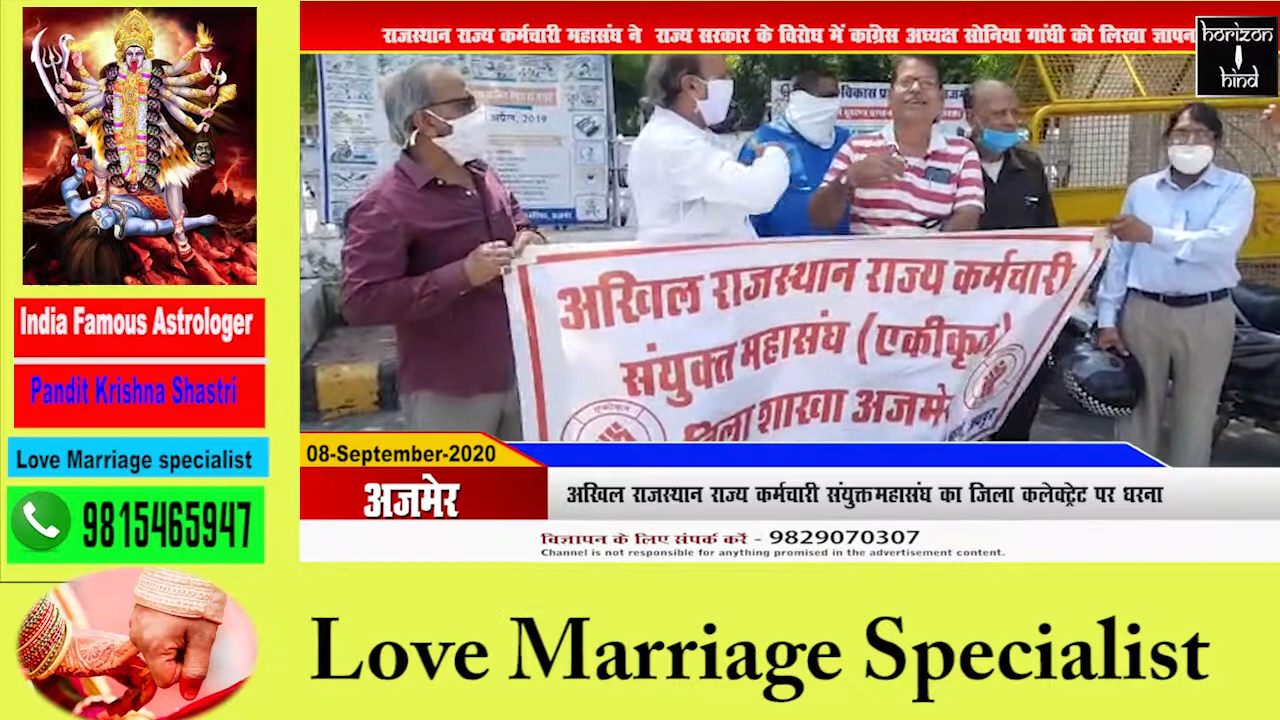 राजस्थान राज्य कर्मचारी महासंघ ने राज्य सरकार के विरोध में कांग्रेस अध्यक्ष सोनिया गांधी को लिखा ज्ञापन
horizon
hind
अप्रैल, 2019
विकास
अखिल राजस्थान राज्य कर्मचारी
संयुक्त महासंघ (एकीकृत)
जिला शाखा अजमेर
एकीकृत
India Famous Astrologer
Pandit Krishna Shastri
Love Marriage specialist
9815465947
08-September-2020
अजमेर
अखिल राजस्थान राज्य कर्मचारी संयुक्त महासंघ का जिला कलेक्ट्रेट पर धरना
विज्ञापन के लिए संपर्क करें - 9829070307
Channel is not responsible for anything promised in the advertisement content.
Love Marriage Specialist